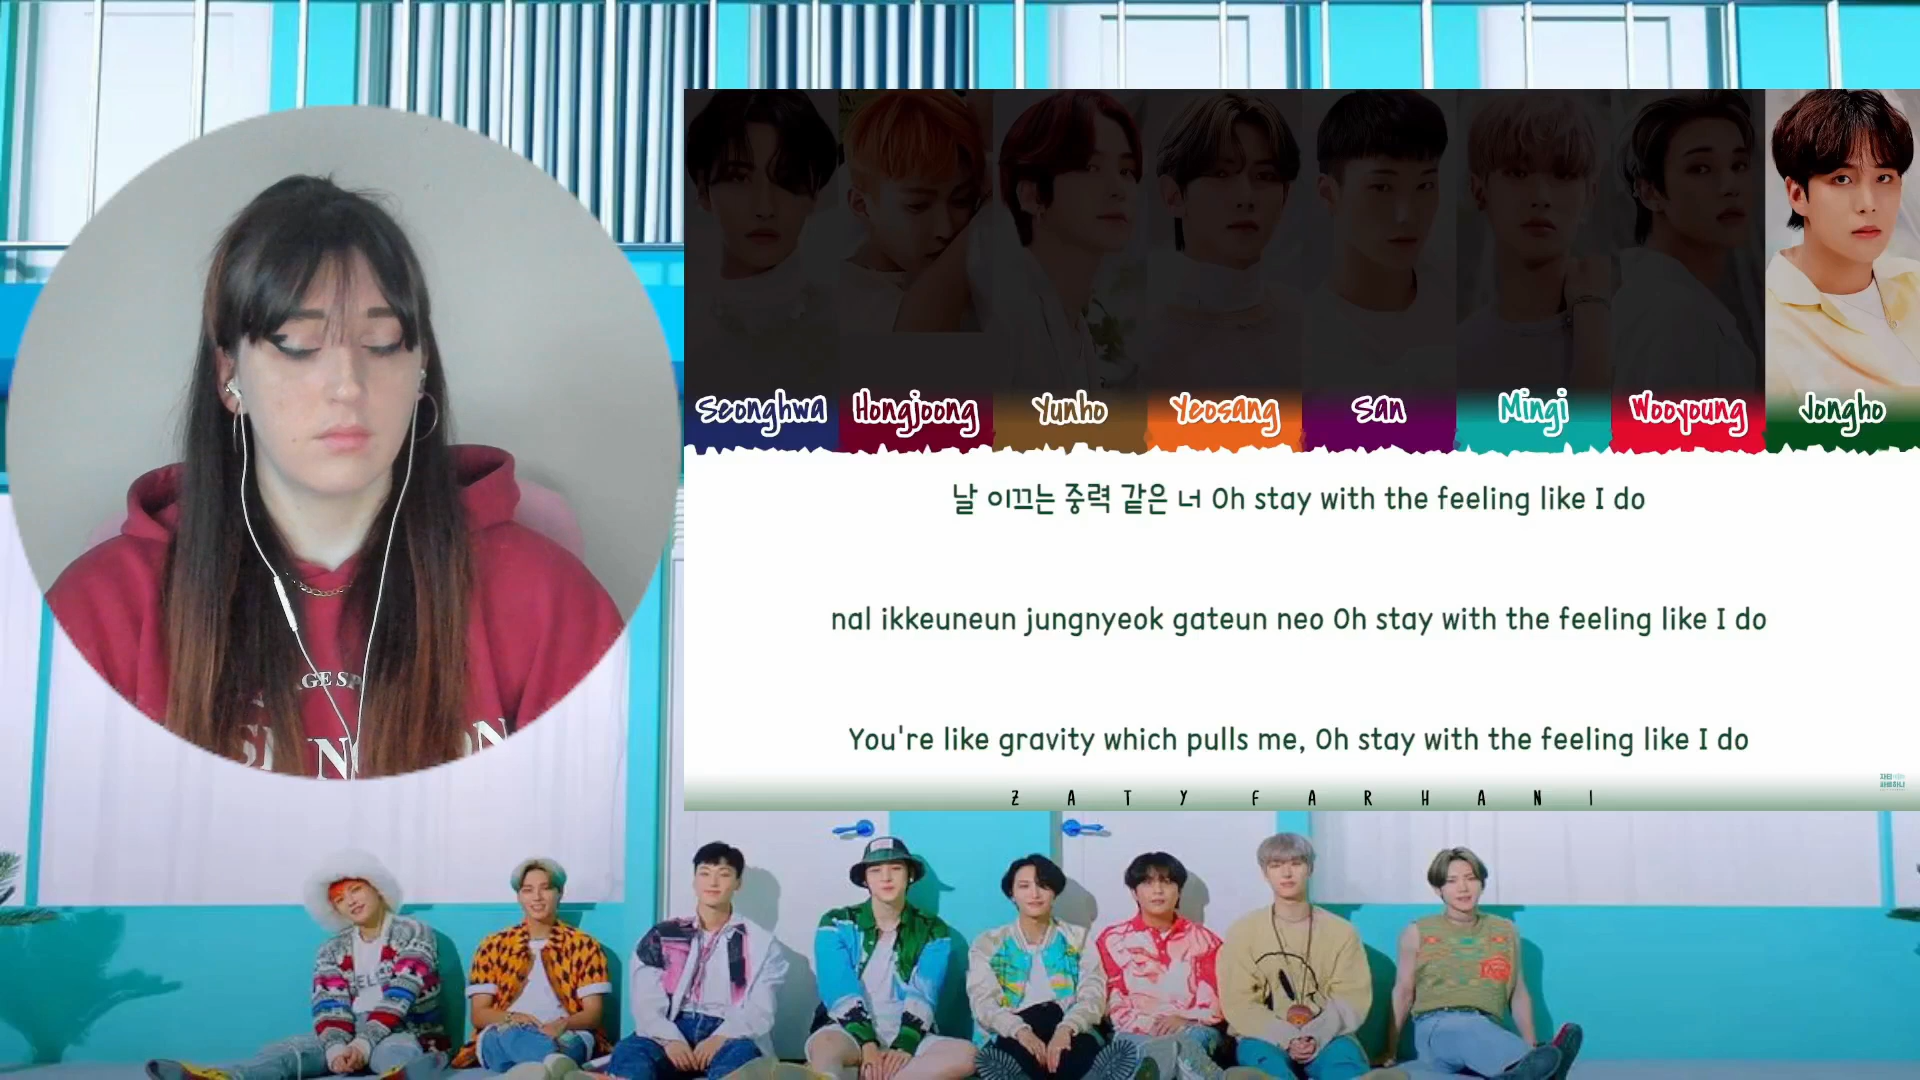 Seonghwa Hongjoong Yunho Yeosang San Mingi Wooyoung Jongho
날 이끄는 중력 같은 너 Oh stay with the feeling like I do
nal ikkeuneun jungnyeok gateun neo Oh stay with the feeling like I do
You're like gravity which pulls me, Oh stay with the feeling like I do
ZATY FARHANI